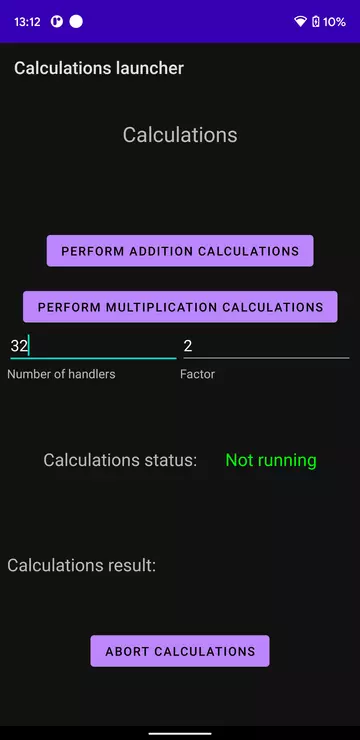 13:12 10%
Calculations launcher
Calculations
PERFORM ADDITION CALCULATIONS
PERFORM MULTIPLICATION CALCULATIONS
32 2
Number of handlers Factor
Calculations status: Not running
Calculations result:
ABORT CALCULATIONS